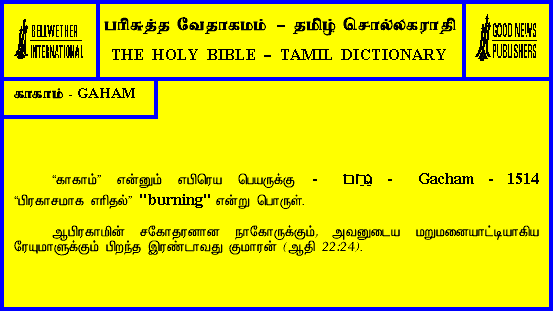 BELLWETHER
INTERNATIONAL
பரிசுத்த வேதாகமம் – தமிழ் சொல்லகராதி
THE HOLY BIBLE – TAMIL DICTIONARY
GOOD NEWS
PUBLISHERS
காகாம் - GAHAM
“காகாம்” என்னும் எபிரெய பெயருக்கு - - Gacham - 1514
“பிரகாசமாக எரிதல்” "burning" என்று பொருள்.
ஆபிரகாமின் சகோதரனான நாகோருக்கும், அவனுடைய மறுமனையாட்டியாகிய
ரேயுமாளுக்கும் பிறந்த இரண்டாவது குமாரன் (ஆதி 22:24).